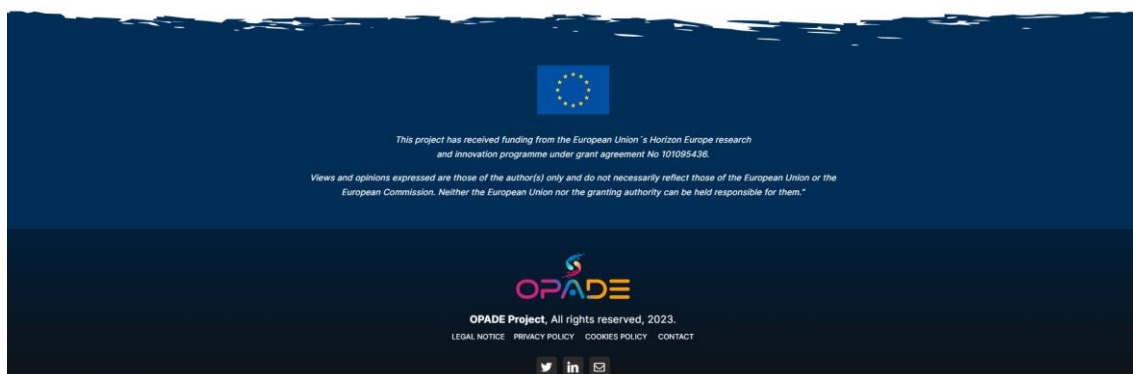 This project has received funding from the European Union´s Horizon Europe research
and innovation programme under grant agreement No 101095436.
Views and opinions expressed are those of the author(s) only and do not necessarily reflect those of the European Union or the
European Commission. Neither the European Union nor the granting authority can be held responsible for them.”
OPADE
OPADE Project, All rights reserved, 2023.
LEGAL NOTICE PRIVACY POLICY COOKIES POLICY CONTACT
in